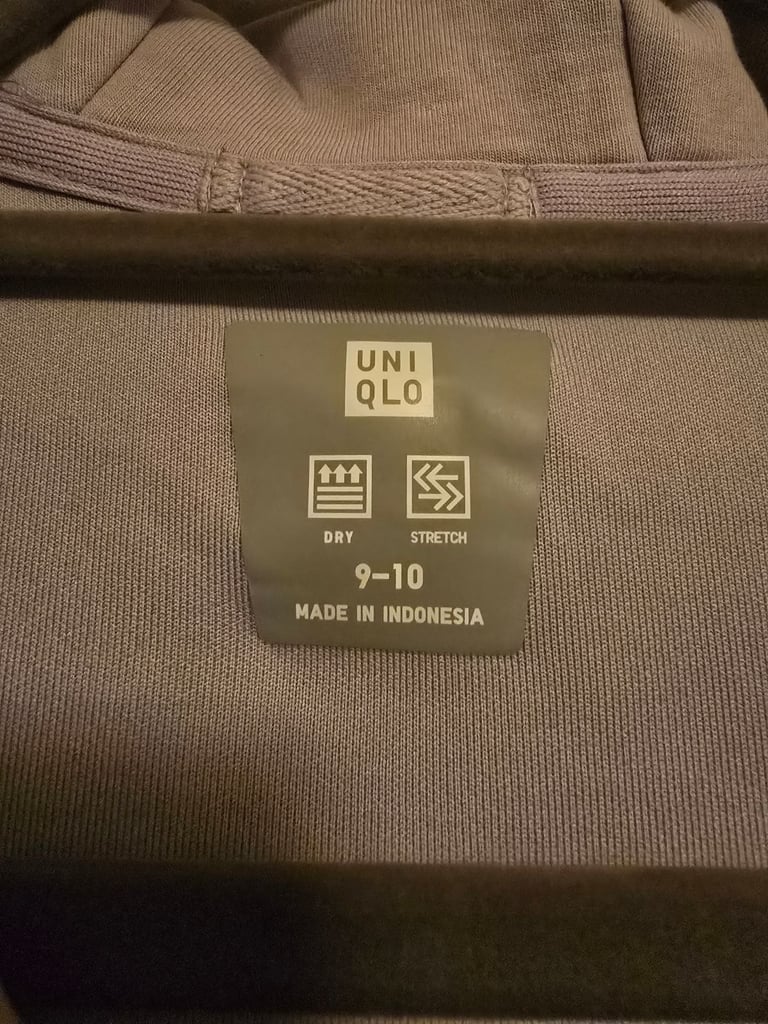 UNI
QLO
DRY STRETCH
9–10
MADE IN INDONESIA